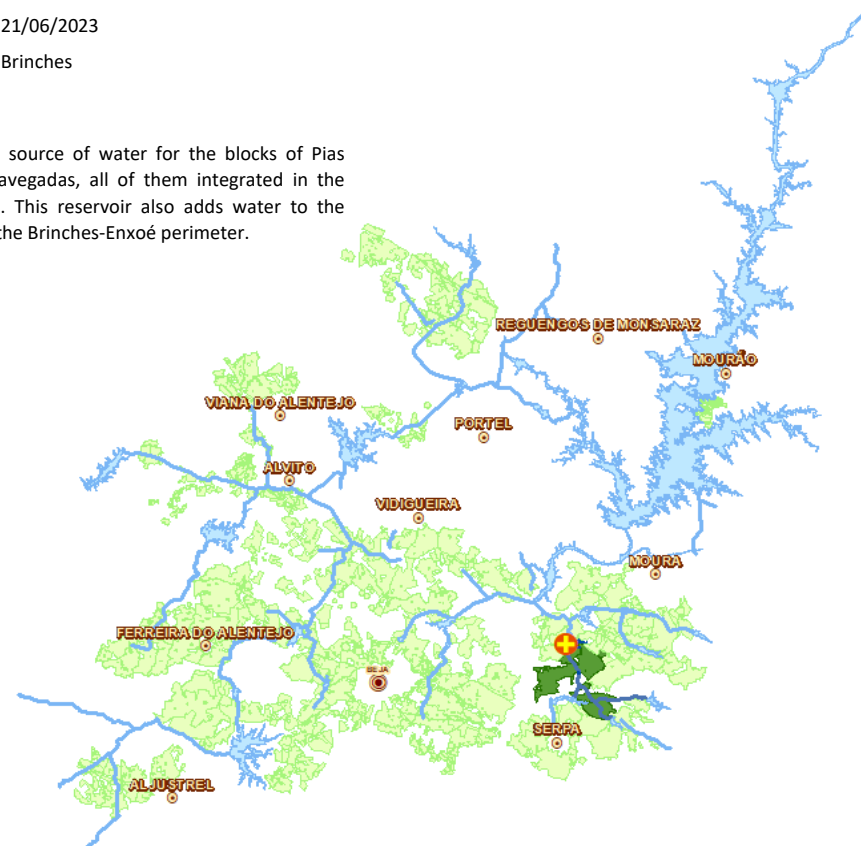 21/06/2023
Brinches
source of water for the blocks of Pias
avegadas, all of them integrated in the
. This reservoir also adds water to the
the Brinches-Enxoé perimeter.
REGUENGOS DE MONSARAZ
MOURÃO
VIANA DO ALENTEJO
PORTEL
ALVITO
VIDIGUEIRA
MOURA
FERREIRA DO ALENTEJO
BEJA
SERPA
ALJUSTREL